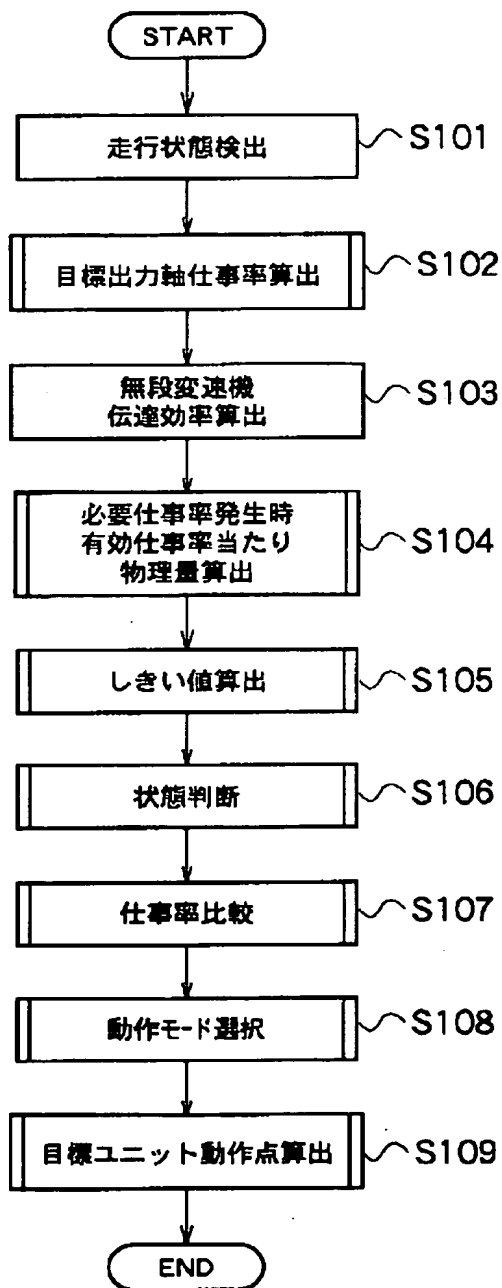 START
走行状態検出
S101
目標出力軸仕事率算出
S102
無段変速機
伝達効率算出
S103
必要仕事率発生時
有効仕事率当たり
物理量算出
S104
しきい値算出
S105
状態判断
S106
仕事率比較
S107
動作モード選択
S108
目標ユニット動作点算出
S109
END